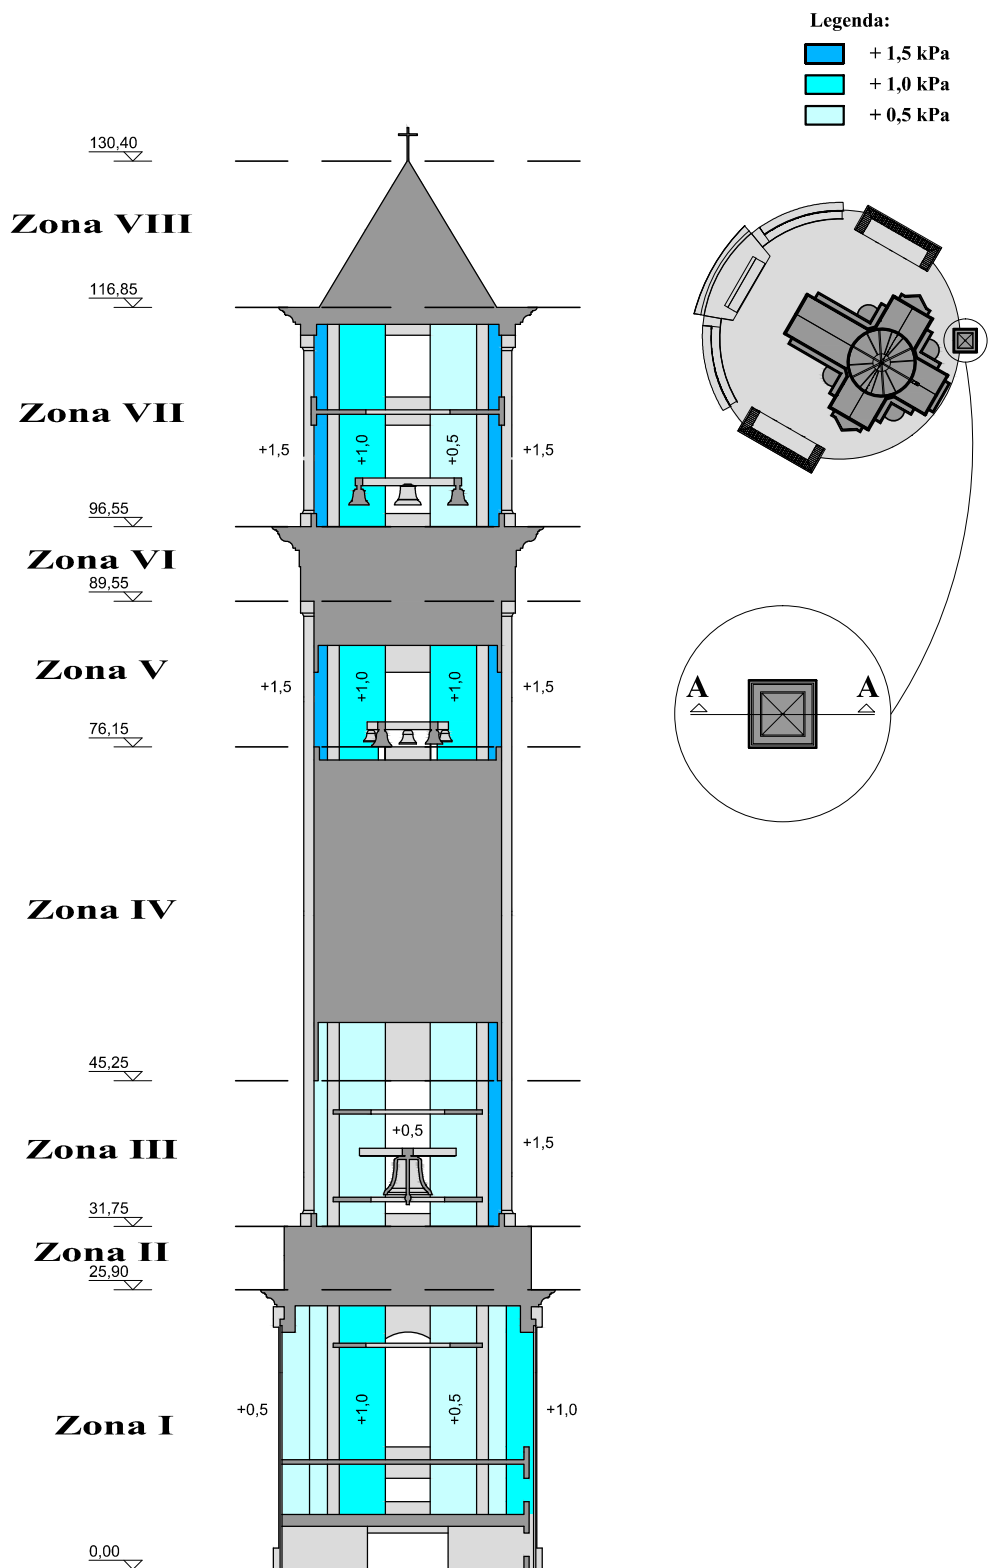 Legenda:
+ 1,5 kPa
+ 1,0 kPa
+ 0,5 kPa
130,40
Zona VIII
116,85
Zona VII
+1,5
+1,0
+0,5
+1,5
96,55
Zona VI
89,55
Zona V
+1,5
+1,0
+1,0
+1,5
A
A
76,15
Zona IV
45,25
+0,5
Zona III
+1,5
31,75
Zona II
25,90
+0,5
+1,0
+0,5
+1,0
Zona I
0,00